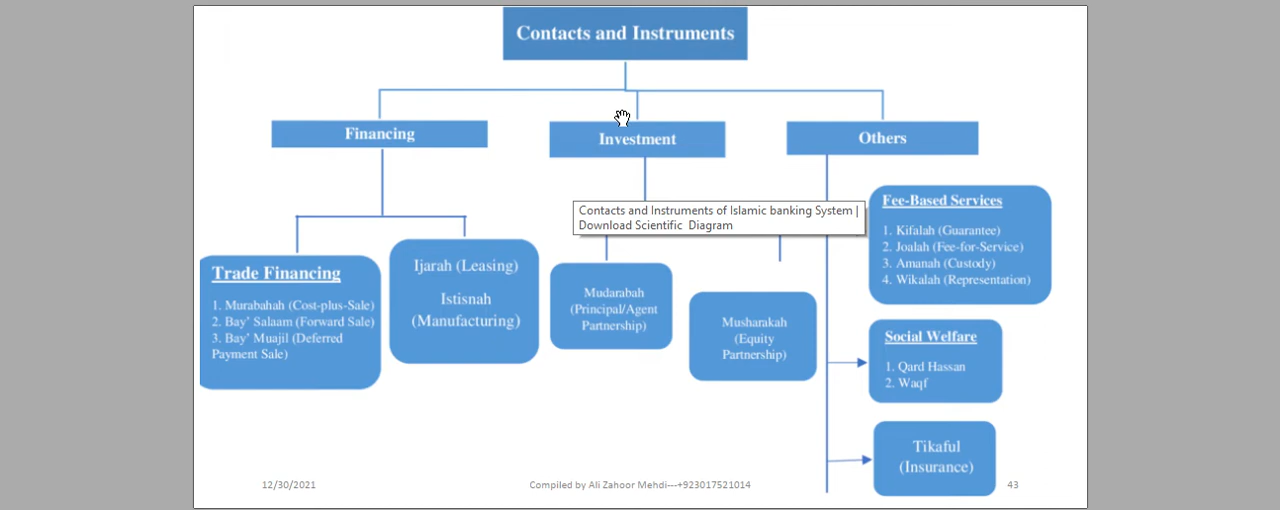 Contacts and Instruments
Financing
Investment
Others
Contacts and Instruments of Islamic banking System |
Download Scientific Diagram
Trade Financing
1. Murabahah (Cost-plus-Sale)
2. Bay’ Salaam (Forward Sale)
3. Bay’ Muajil (Deferred
Payment Sale)
Ijarah (Leasing)
Istisnah
(Manufacturing)
Mudarabah
(Principal/Agent
Partnership)
Musharakah
(Equity
Partnership)
Fee-Based Services
1. Kifalah (Guarantee)
2. Joalah (Fee-for-Service)
3. Amanah (Custody)
4. Wikalah (Representation)
Social Welfare
1. Qard Hassan
2. Waqf
Tikaful
(Insurance)
12/30/2021
Compiled by Ali Zahoor Mehdi---+923017521014
43